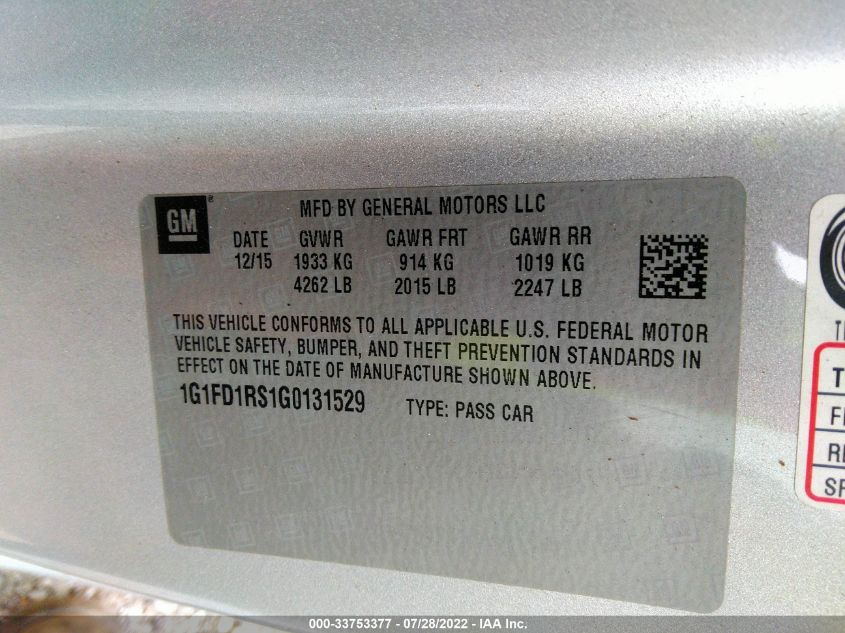 GM®
MFD BY GENERAL MOTORS LLC
DATE GVWR GAWR FRT GAWR RR
12/15 1933 KG 914 KG 1019 KG
4262 LB 2015 LB 2247 LB
THIS VEHICLE CONFORMS TO ALL APPLICABLE U.S. FEDERAL MOTOR
VEHICLE SAFETY, BUMPER, AND THEFT PREVENTION STANDARDS IN
EFFECT ON THE DATE OF MANUFACTURE SHOWN ABOVE.
1G1FD1RS1G0131529 TYPE: PASS CAR
000-33753377 - 07/28/2022 - IAA Inc.